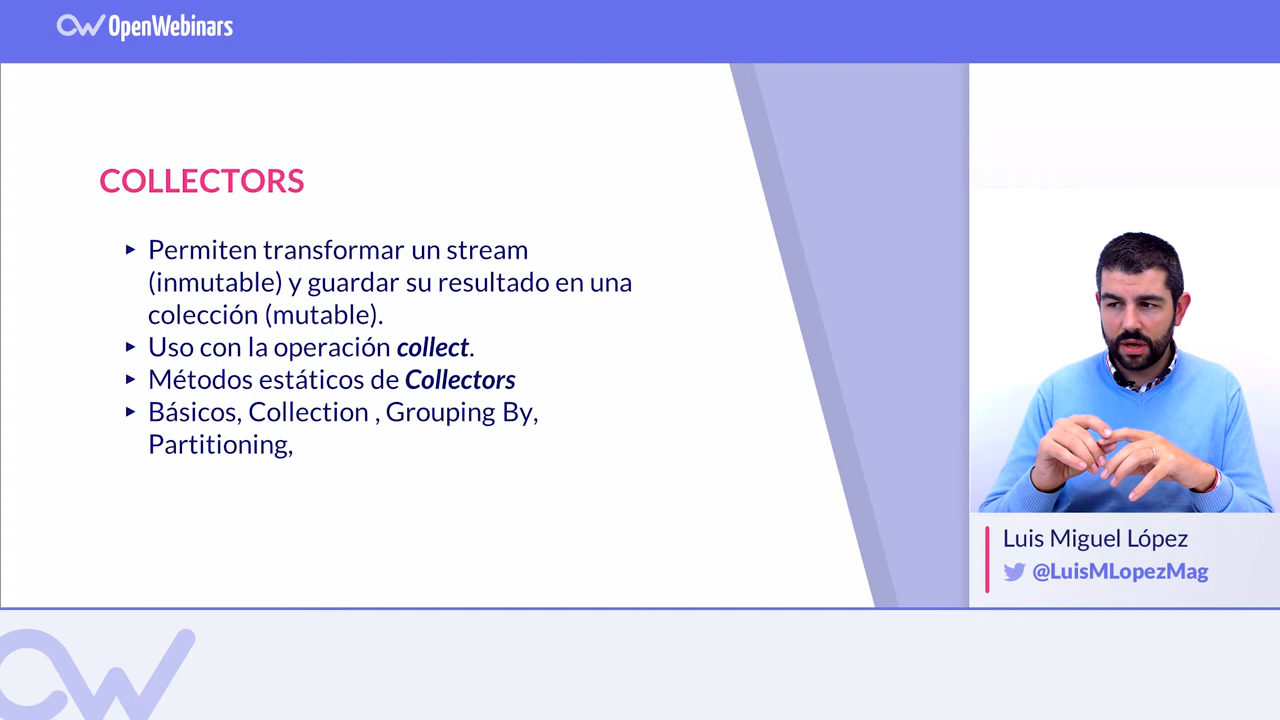 OpenWebinars
COLLECTORS
▸ Permiten transformar un stream
(inmutable) y guardar su resultado en una
colección (mutable).
▸ Uso con la operación collect.
▸ Métodos estáticos de Collectors
▸ Básicos, Collection , Grouping By,
Partitioning,
Luis Miguel López
@LuisMLopezMag